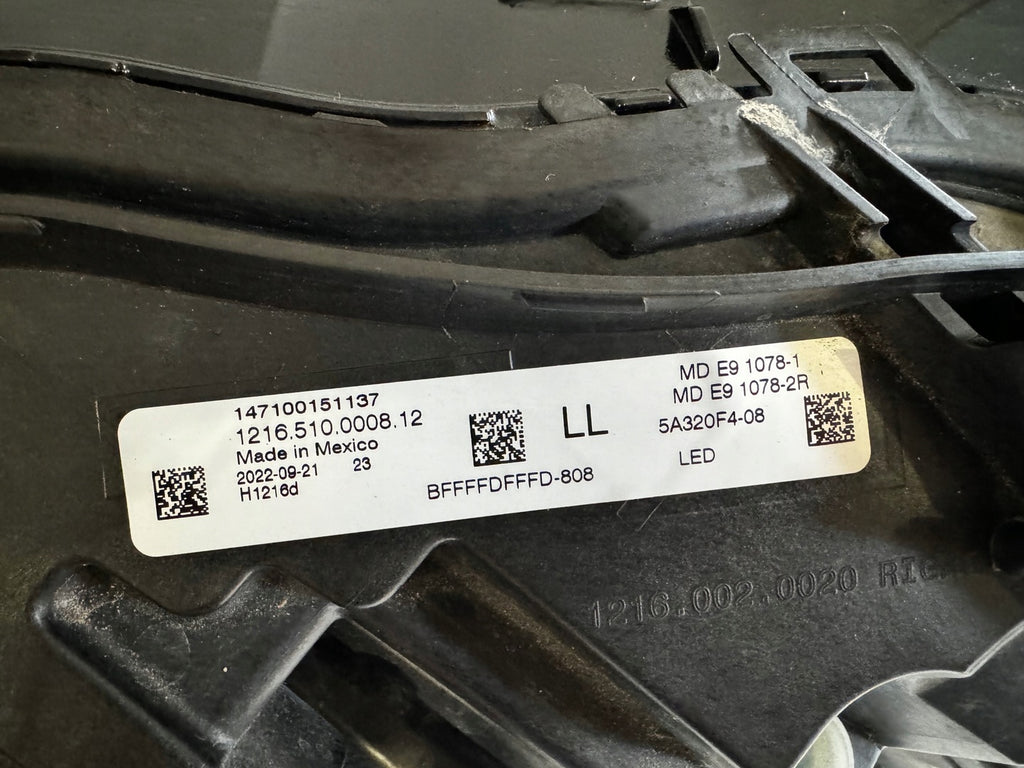 147100151137
1216.510.0008.12
Made in Mexico
2022-09-21 23
H1216d
BFFFFDFFFD-808
LL
MD E9 1078-1
MD E9 1078-2R
5A320F4-08
LED
1216.002.0020